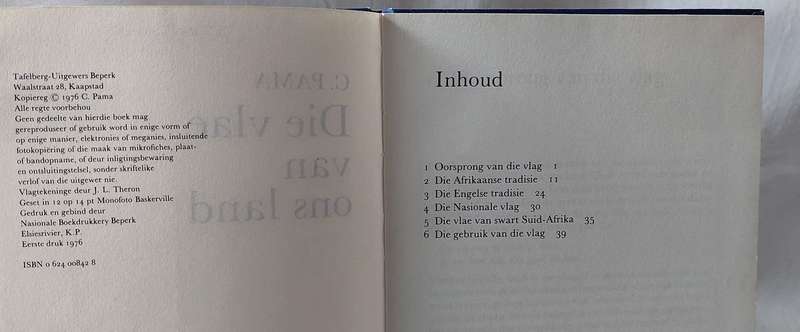 Tafelberg-Uitgewers Beperk
Waalstraat 28, Kaapstad
Kopiereg © 1976 C. Pama
Alle regte voorbehou
Geen gedeelte van hierdie boek mag
gereproduseer of gebruik word in enige vorm of
op enige manier, elektronies of meganies, insluitende
fotokopiëring of die maak van mikrofiches, plaat-
of bandopname, of deur inligtingsbewaring
en ontsluitingstelsel, sonder skriftelike
verlof van die uitgewer nie.
Vlagtekeninge deur J. L. Theron
Geset in 12 op 14 pt Monofoto Baskerville
Gedruk en gebind deur
Nasionale Boekdrukkery Beperk
Elsiesrivier, K.P.
Eerste druk 1976
ISBN 0 624 00842 8
C. PAMA
Die vlae
van
ons land
Inhoud
1 Oorsprong van die vlag 1
2 Die Afrikaanse tradisie 11
3 Die Engelse tradisie 24
4 Die Nasionale vlag 30
5 Die vlae van swart Suid-Afrika 35
6 Die gebruik van die vlag 39